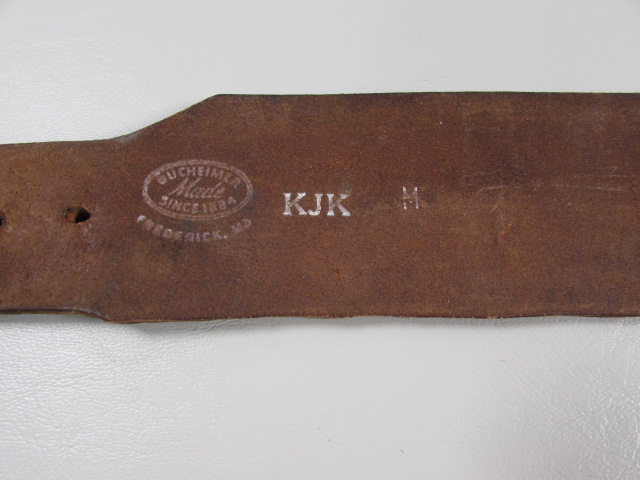 BUCHEIMER
Made
SINCE 1884
FREDERICK, MD
KJK M